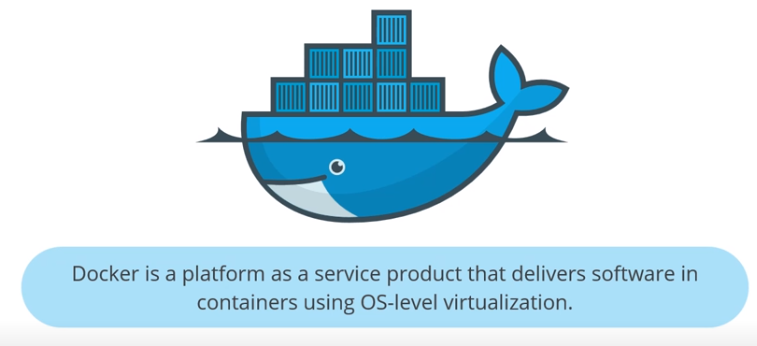 Docker is a platform as a service product that delivers software in
containers using OS-level virtualization.